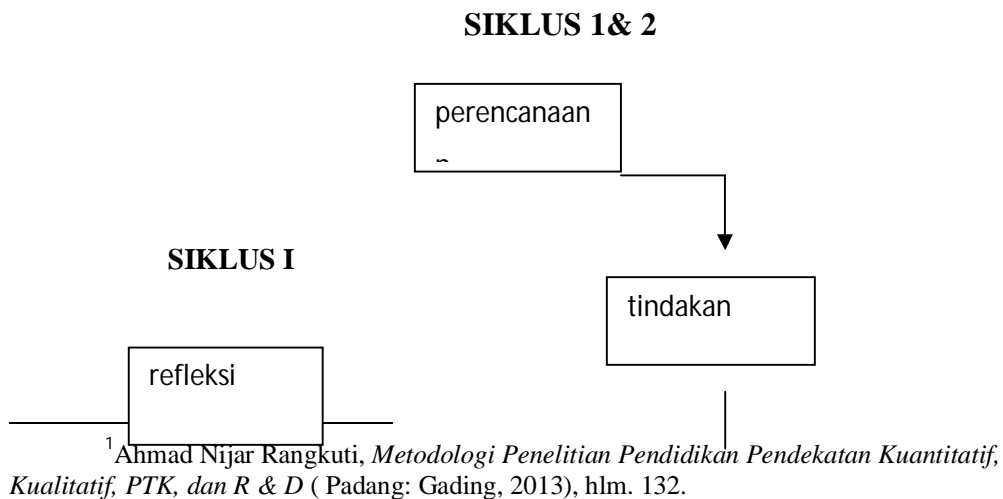 SIKLUS 1& 2
perencanaan
SIKLUS I
tindakan
refleksi
1Ahmad Nijar Rangkuti, Metodologi Penelitian Pendidikan Pendekatan Kuantitatif,
Kualitatif, PTK, dan R & D ( Padang: Gading, 2013), hlm. 132.